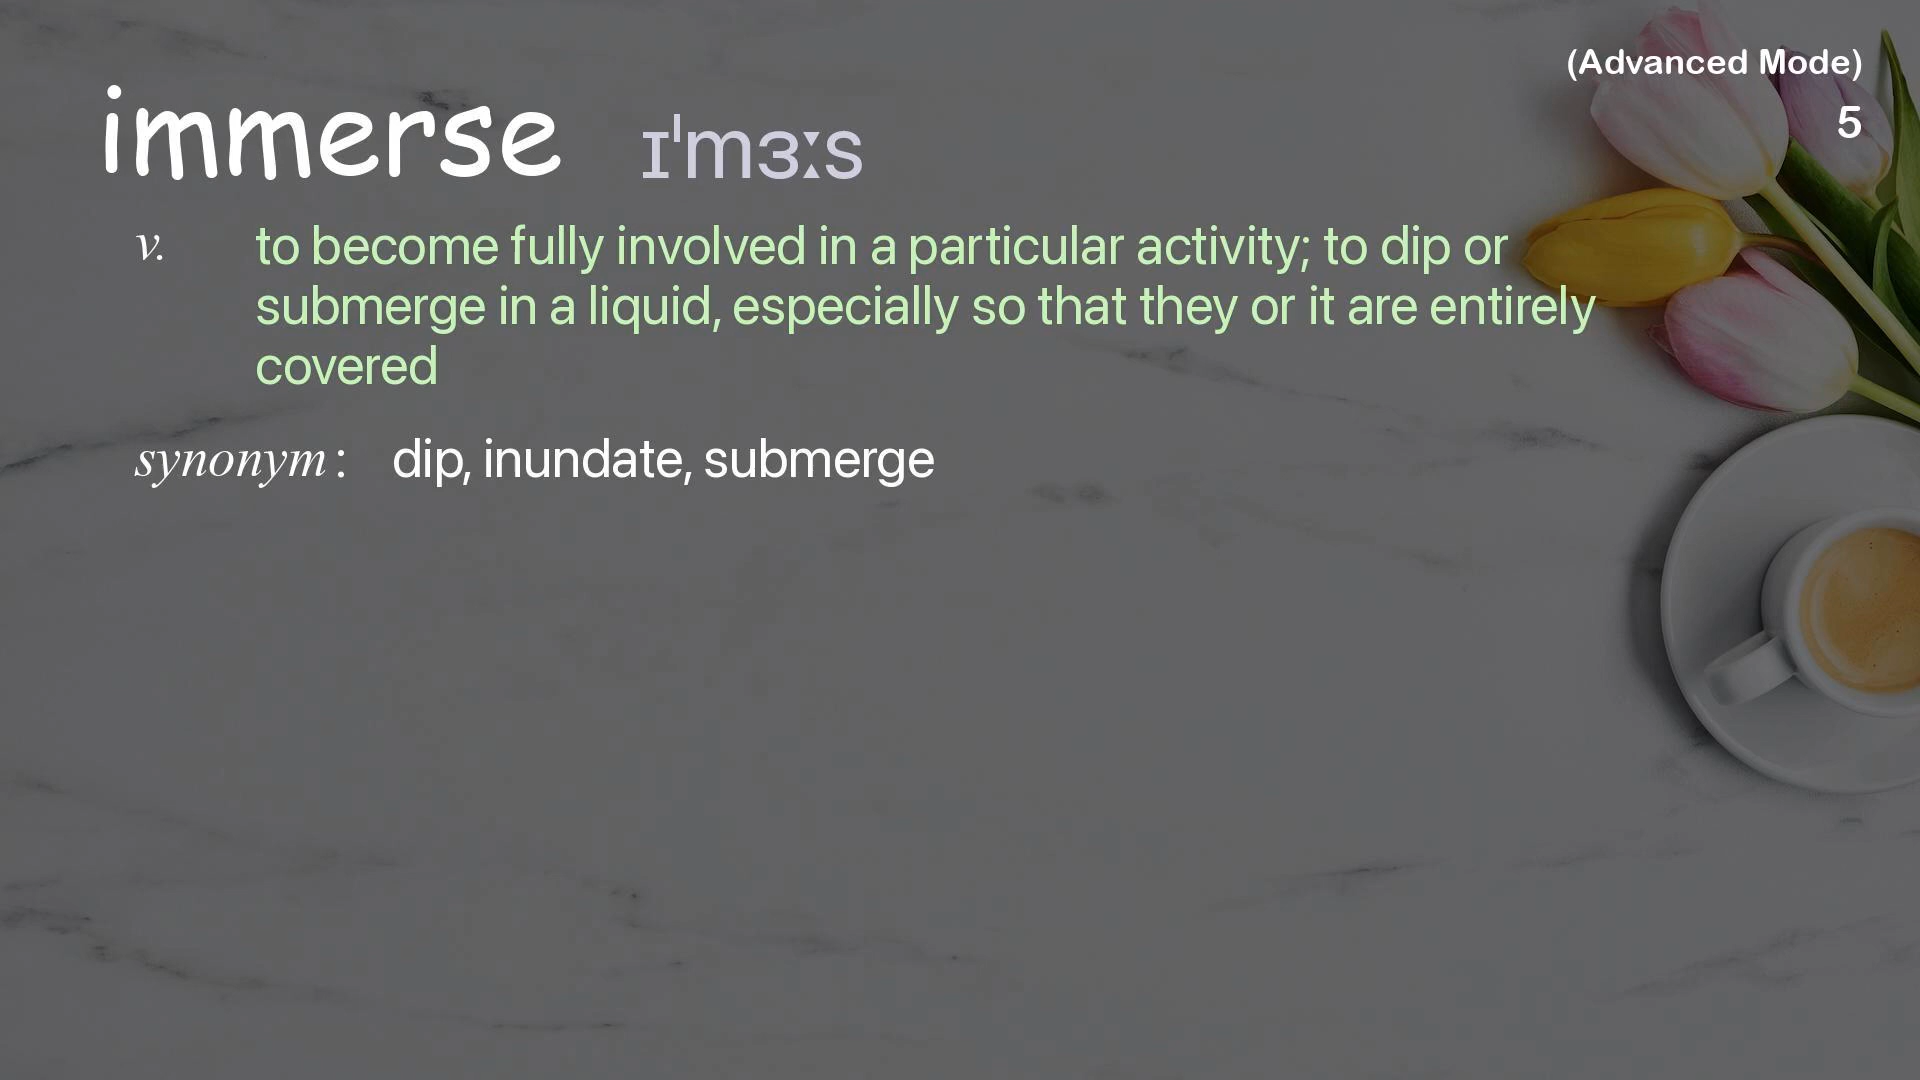 (Advanced Mode)
immerse ɪˈmɜːs
5
v. to become fully involved in a particular activity; to dip or
submerge in a liquid, especially so that they or it are entirely
covered
synonym: dip, inundate, submerge